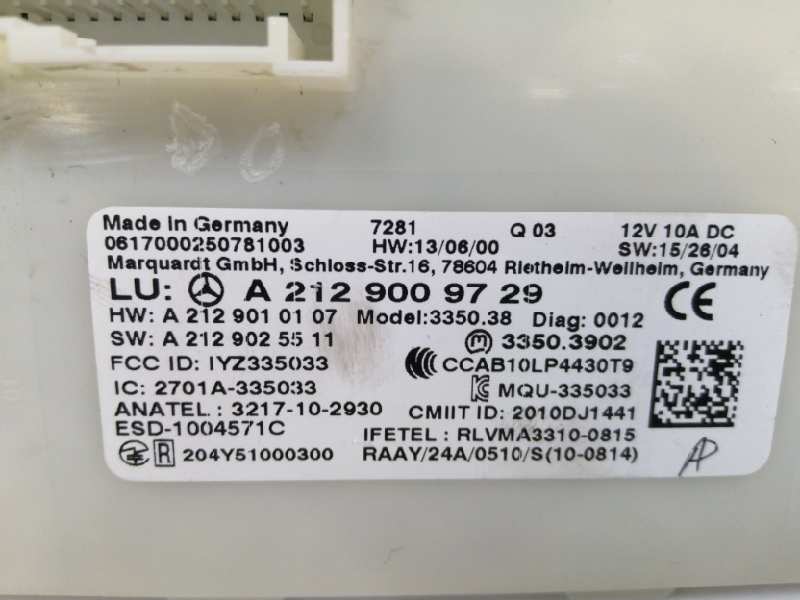 Made in Germany 7281 Q 03 12V 10A DC
0617000250781003 HW:13/06/00 SW:15/26/04
Marquardt GmbH, Schloss-Str.16, 78604 Rietheim-Weilheim, Germany
LU: A 212 900 97 29 CE
HW: A 212 901 01 07 Model:3350.38 Diag: 0012
SW: A 212 902 55 11 3350.3902
FCC ID: IYZ335033 CCAB10LP4430T9
IC: 2701A-335033 MQU-335033
ANATEL.: 3217-10-2930 CMIIT ID: 2010DJ1441
ESD-1004571C IFETEL: RLVMA3310-0815
R 204Y51000300 RAAY/24A/0510/S(10-0814)